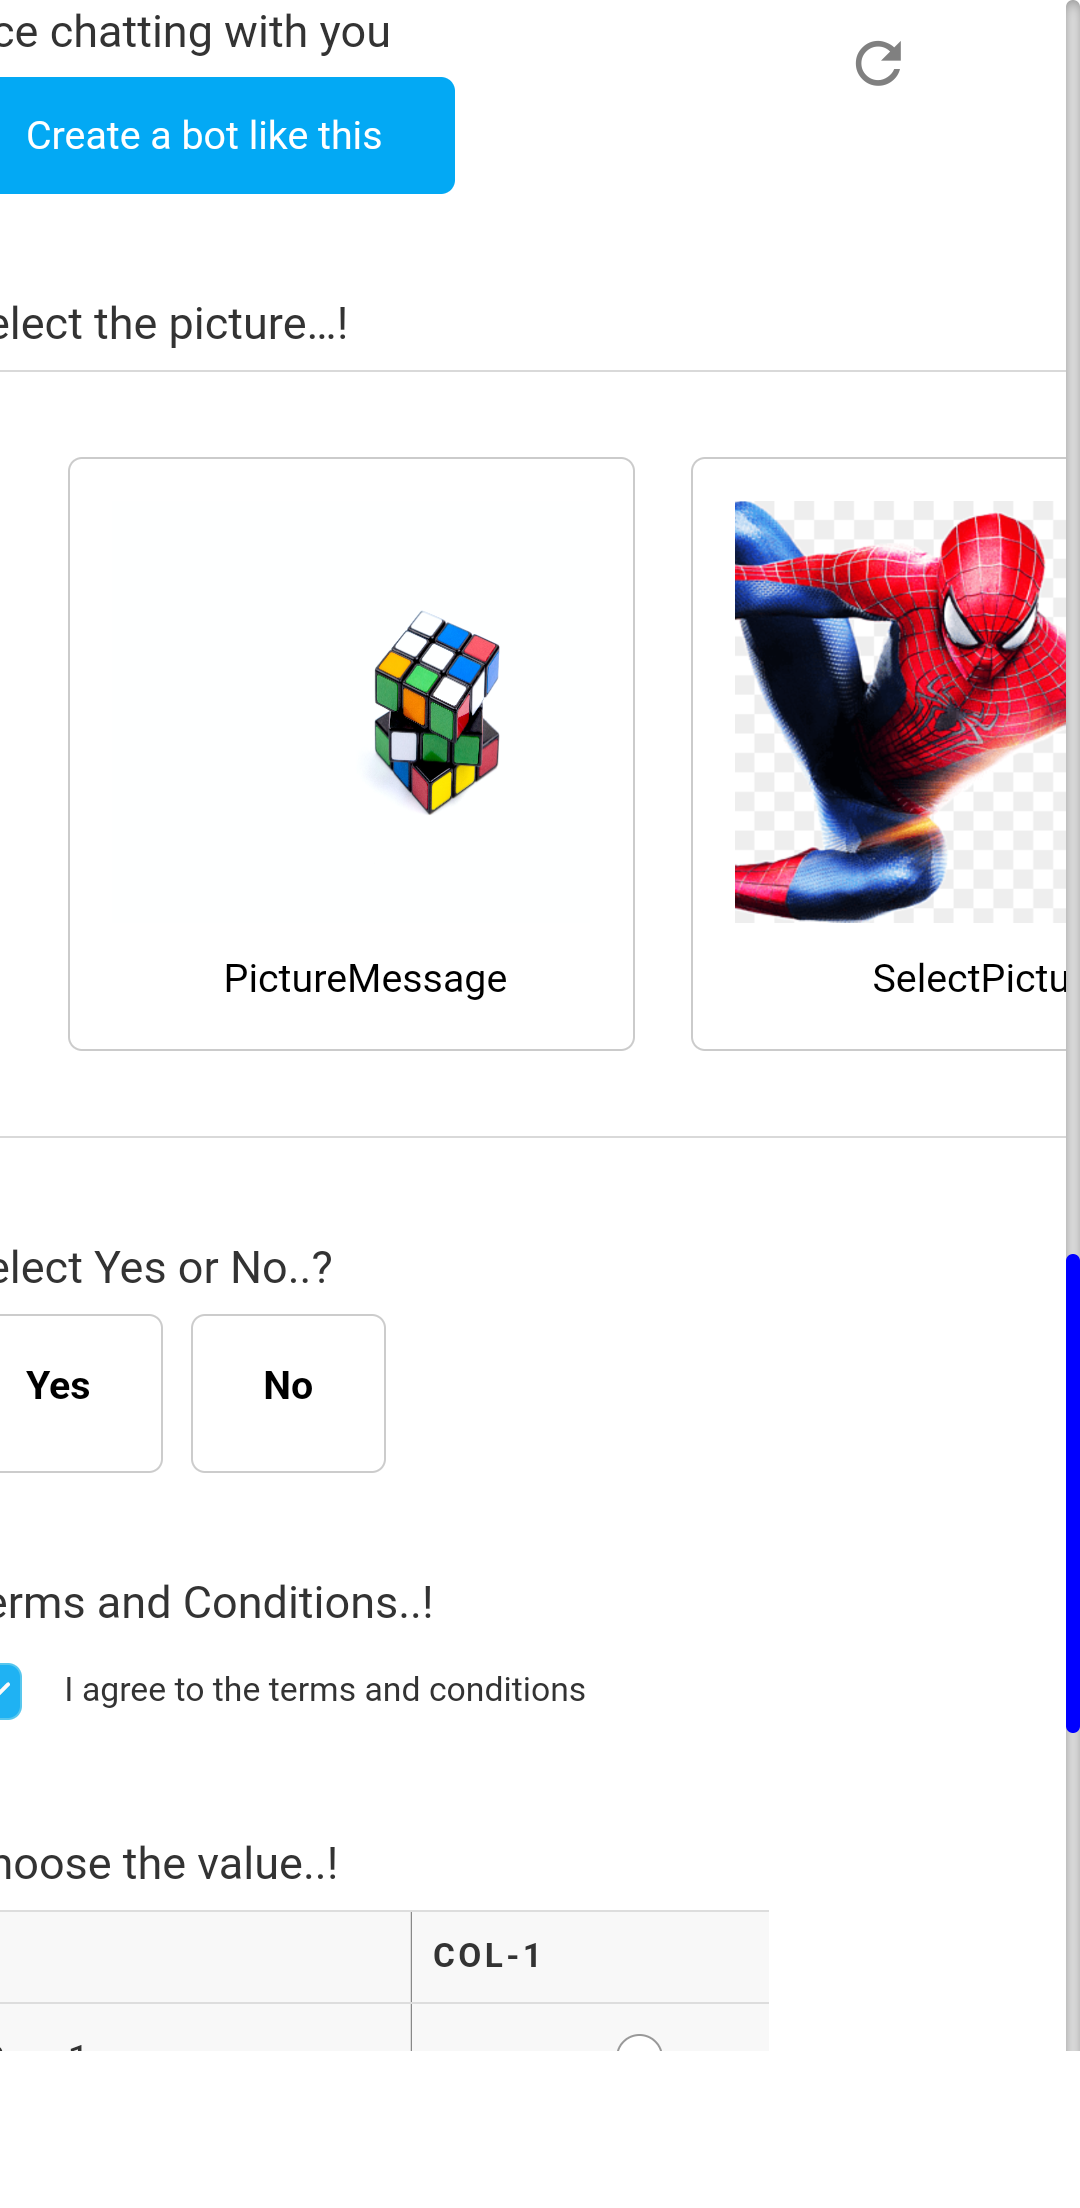 ce chatting with you
Create a bot like this
elect the picture...!
PictureMessage
SelectPictu
elect Yes or No..?
Yes
No
erms and Conditions..!
I agree to the terms and conditions
hoose the value..!
COL-1